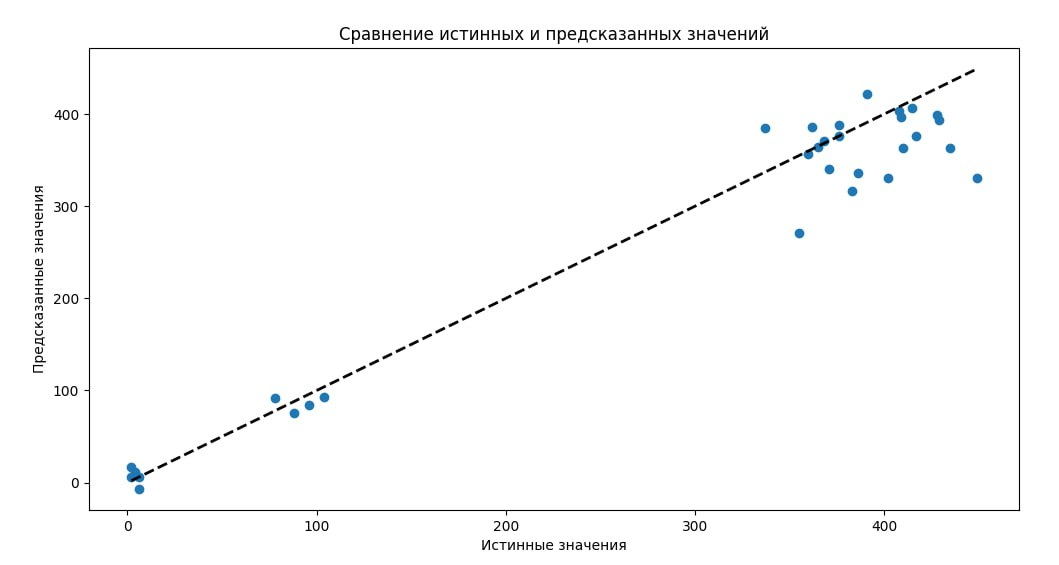 Сравнение истинных и предсказанных значений
Предсказанные значения
400
300
200
100
0
0 100 200 300 400
Истинные значения